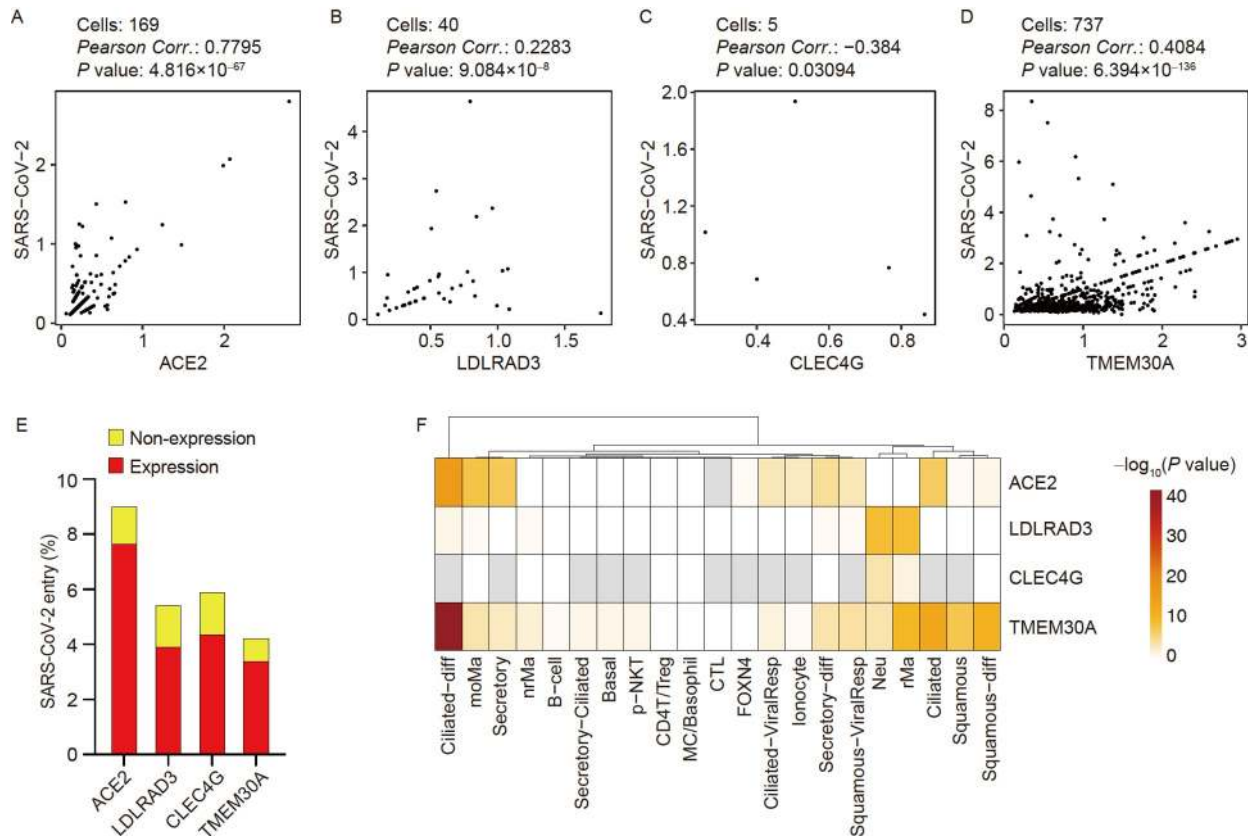 A
Cells: 169
Pearson Corr.: 0.7795
P value: 4.816×10⁻⁶⁷
SARS-CoV-2
2
1
0
0 1 2
ACE2
B
Cells: 40
Pearson Corr.: 0.2283
P value: 9.084×10⁻⁸
SARS-CoV-2
4
3
2
1
0
0.5 1.0 1.5
LDLRAD3
C
Cells: 5
Pearson Corr.: −0.384
P value: 0.03094
SARS-CoV-2
2.0
1.6
1.2
0.8
0.4
0.4 0.6 0.8
CLEC4G
D
Cells: 737
Pearson Corr.: 0.4084
P value: 6.394×10⁻¹³⁶
SARS-CoV-2
8
6
4
2
0
0 1 2 3
TMEM30A
E
Non-expression
Expression
SARS-CoV-2 entry (%)
10
8
6
4
2
0
ACE2
LDLRAD3
CLEC4G
TMEM30A
F
ACE2
LDLRAD3
CLEC4G
TMEM30A
Ciliated−diff
moMa
Secretory
nrMa
B−cell
Secretory−Ciliated
Basal
p−NKT
CD4T/Treg
MC/Basophil
CTL
FOXN4
Ciliated−ViralResp
Ionocyte
Secretory−diff
Squamous−ViralResp
Neu
rMa
Ciliated
Squamous
Squamous−diff
−log₁₀(P value)
40
30
20
10
0